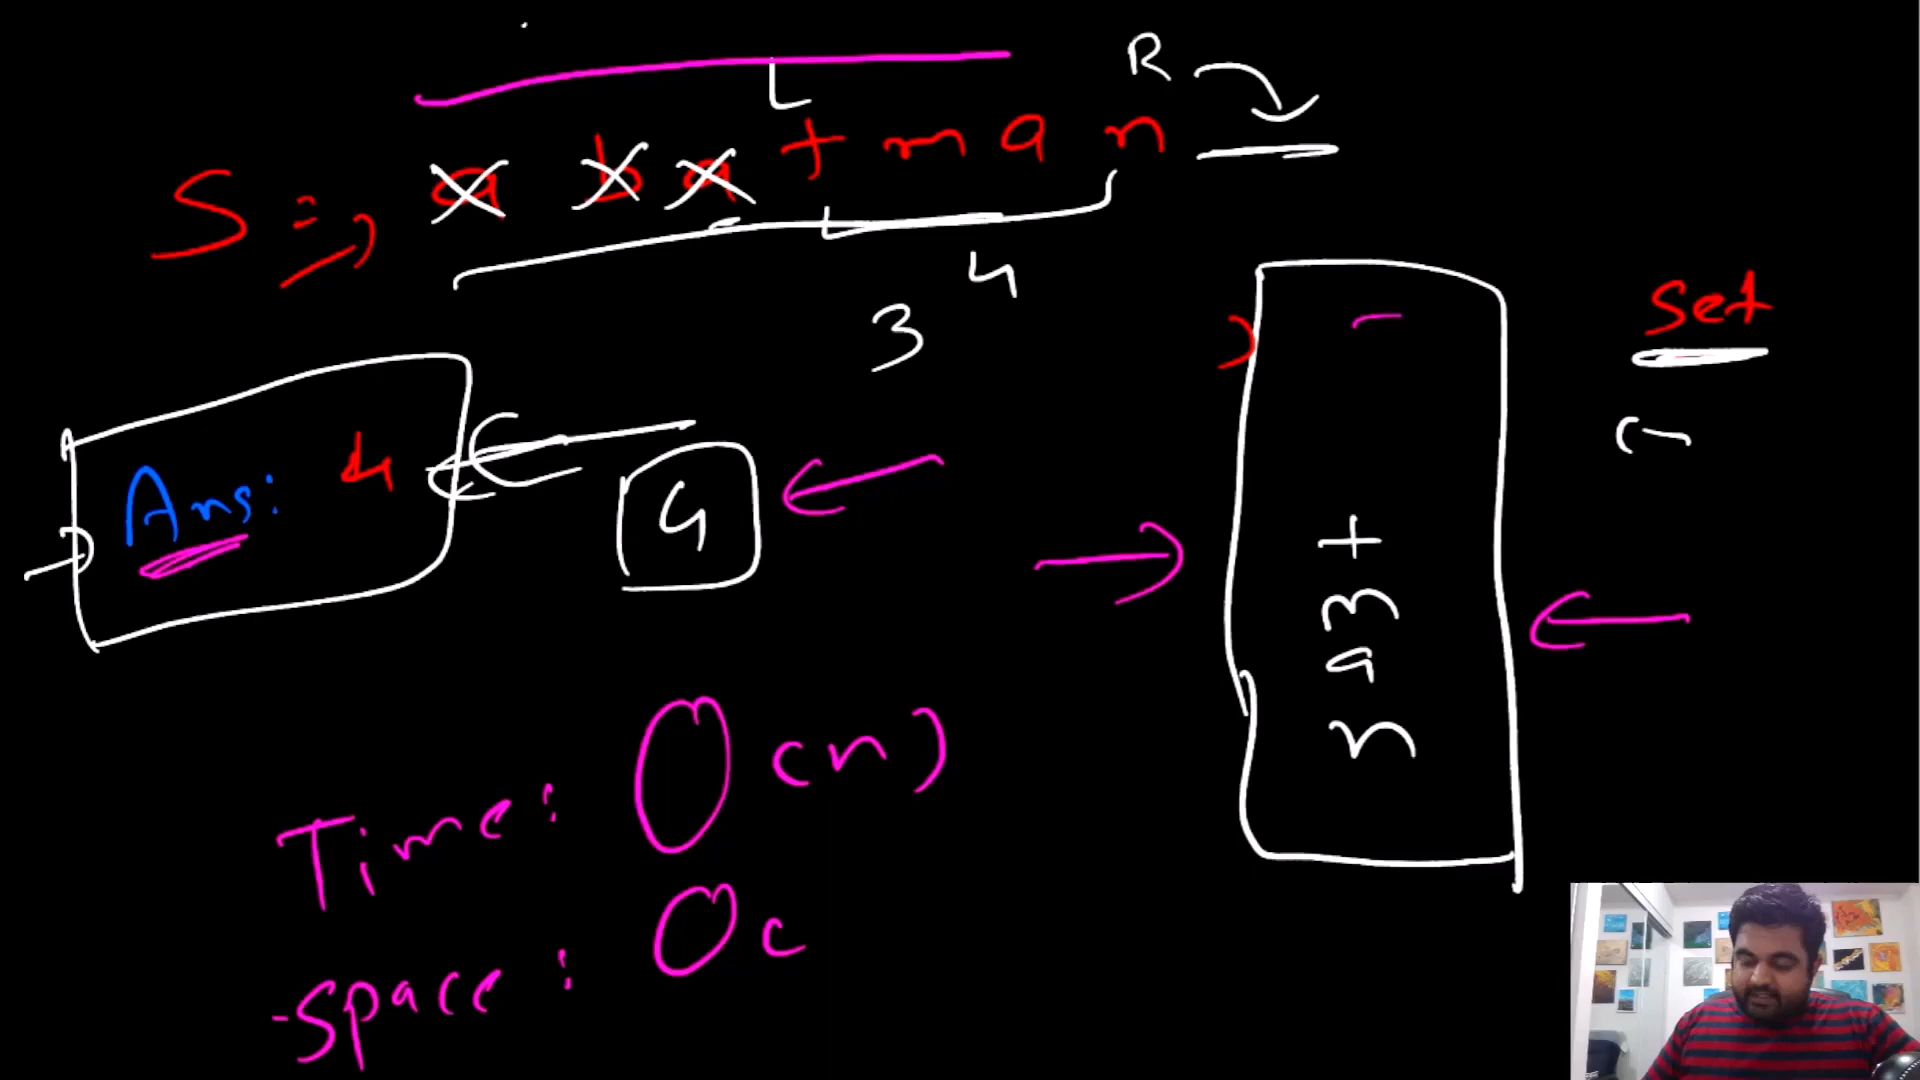 L R
S => a b a t m a n
4
3
Set
Ans: 4
4
t
m
a
n
Time: O(n)
Space: O(